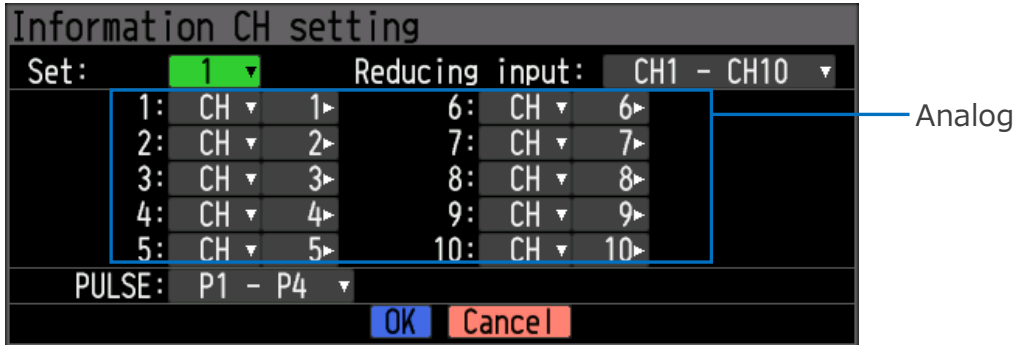 Information CH setting
Set: 1 ▼ Reducing input: CH1 - CH10 ▼
1: CH ▼ 1► 6: CH ▼ 6►
2: CH ▼ 2► 7: CH ▼ 7►
3: CH ▼ 3► 8: CH ▼ 8►
4: CH ▼ 4► 9: CH ▼ 9►
5: CH ▼ 5► 10: CH ▼ 10►
PULSE: P1 - P4 ▼
OK Cancel
Analog